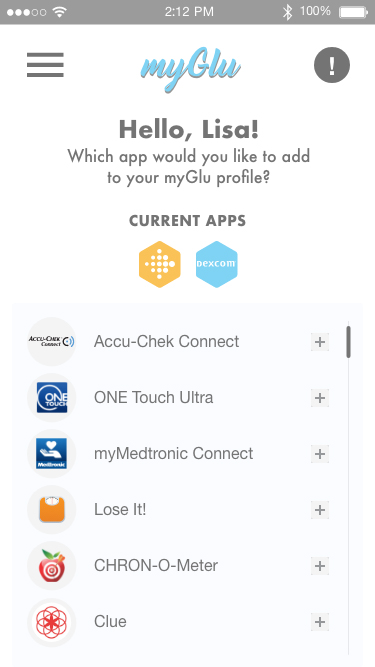 2:12 PM 100%
myGlu
!
Hello, Lisa!
Which app would you like to add
to your myGlu profile?
CURRENT APPS
DEXCOM
ACCU-CHEK Connect
Accu-Chek Connect
ONE TOUCH
ONE Touch Ultra
Medtronic
myMedtronic Connect
Lose It!
CHRON-O-Meter
Clue